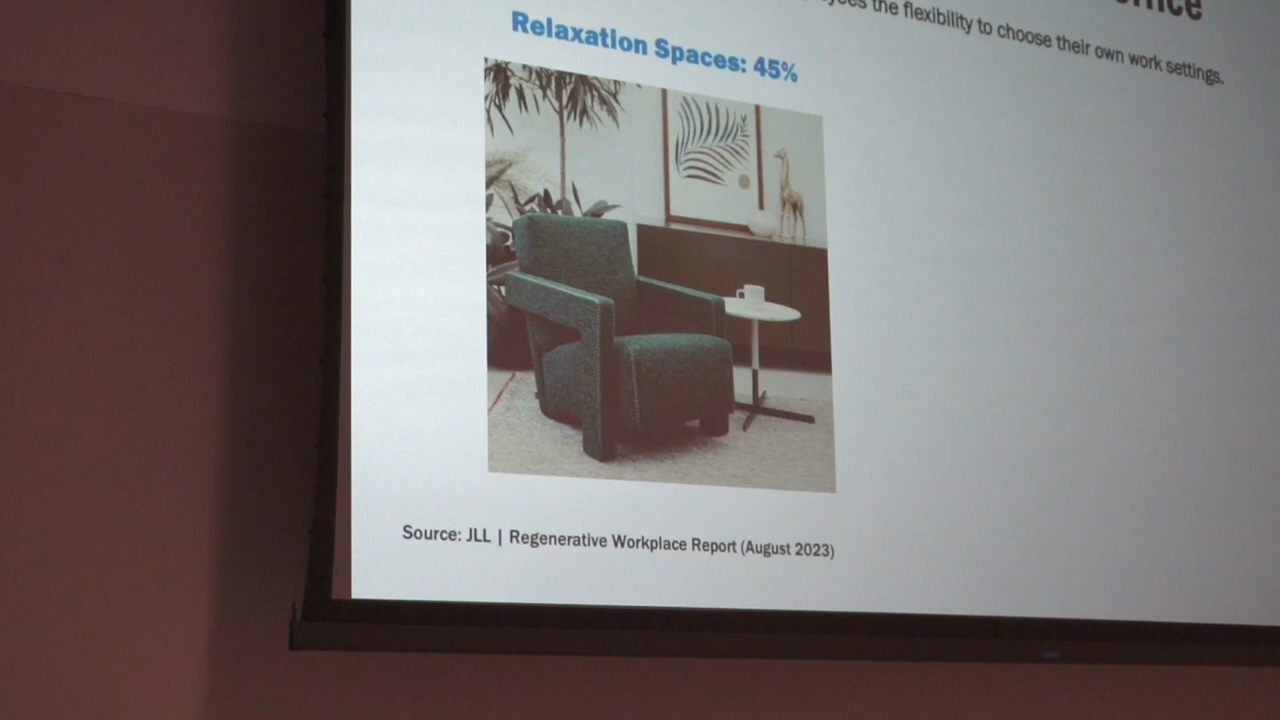 the flexibility to choose their own work settings.
Relaxation Spaces: 45%
Source: JLL | Regenerative Workplace Report (August 2023)